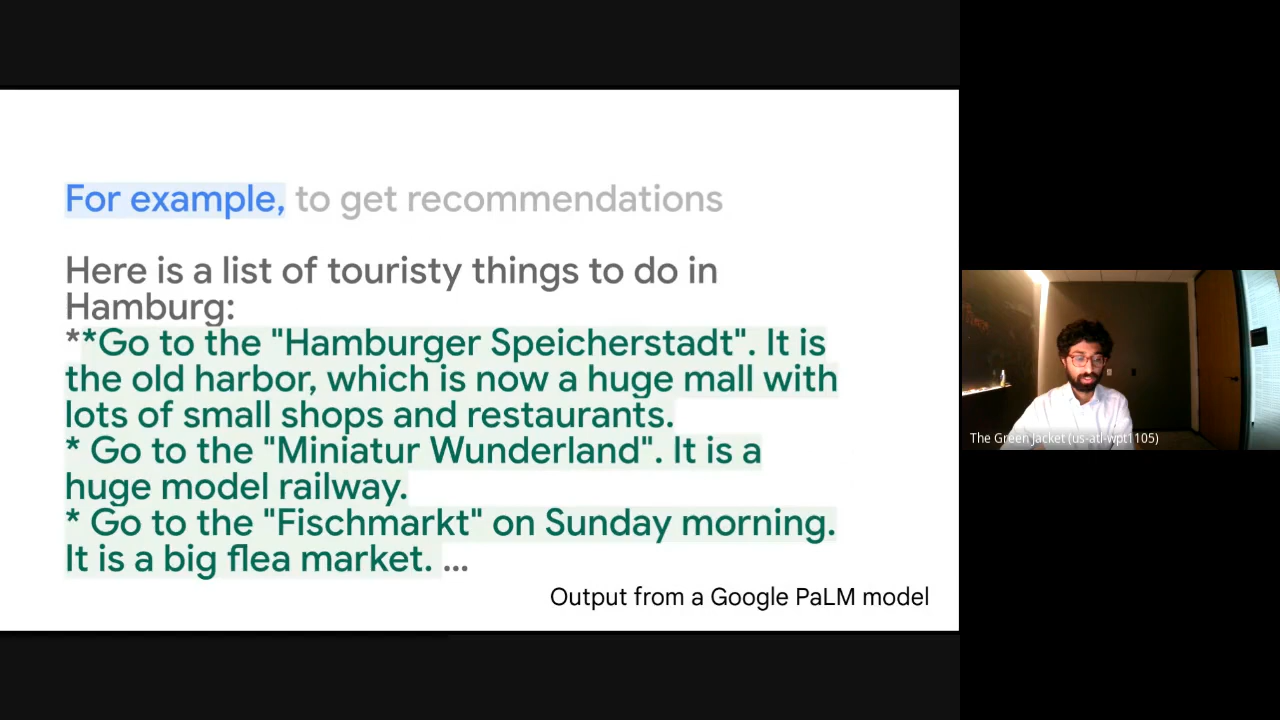 For example, to get recommendations
Here is a list of touristy things to do in
Hamburg:
**Go to the "Hamburger Speicherstadt". It is
the old harbor, which is now a huge mall with
lots of small shops and restaurants.
* Go to the "Miniatur Wunderland". It is a
huge model railway.
* Go to the "Fischmarkt" on Sunday morning.
It is a big flea market. ...
Output from a Google PaLM model
The Green Jacket (us-atl-wpt1105)